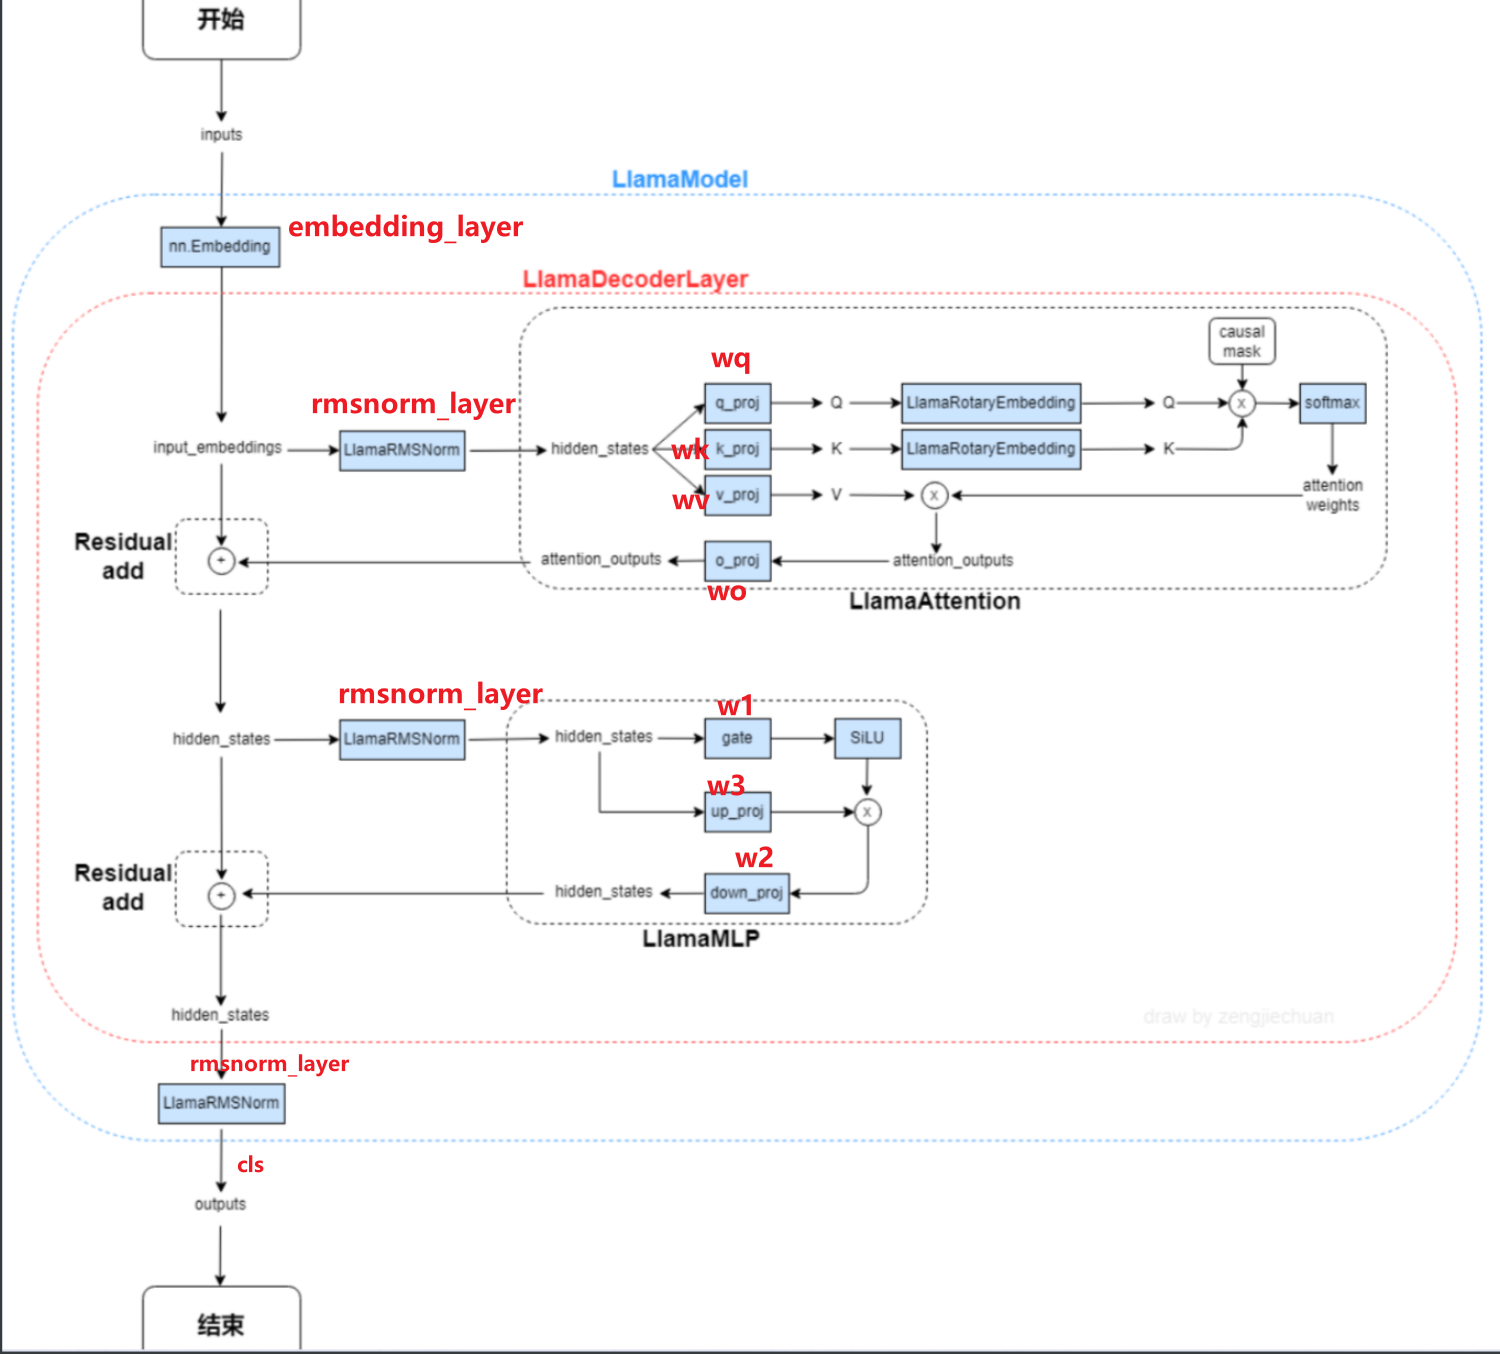 开始
inputs
LlamaModel
nn.Embedding
embedding_layer
LlamaDecoderLayer
causal
mask
wq
rmsnorm_layer
q_proj
Q
LlamaRotaryEmbedding
Q
x
softmax
input_embeddings
LlamaRMSNorm
hidden_states
wk
k_proj
K
LlamaRotaryEmbedding
K
wv
v_proj
V
x
attention
weights
Residual
add
+
attention_outputs
o_proj
attention_outputs
wo
LlamaAttention
rmsnorm_layer
w1
hidden_states
LlamaRMSNorm
hidden_states
gate
SiLU
w3
up_proj
x
w2
Residual
add
+
hidden_states
down_proj
LlamaMLP
hidden_states
draw by zengjiechuan
rmsnorm_layer
LlamaRMSNorm
cls
outputs
结束